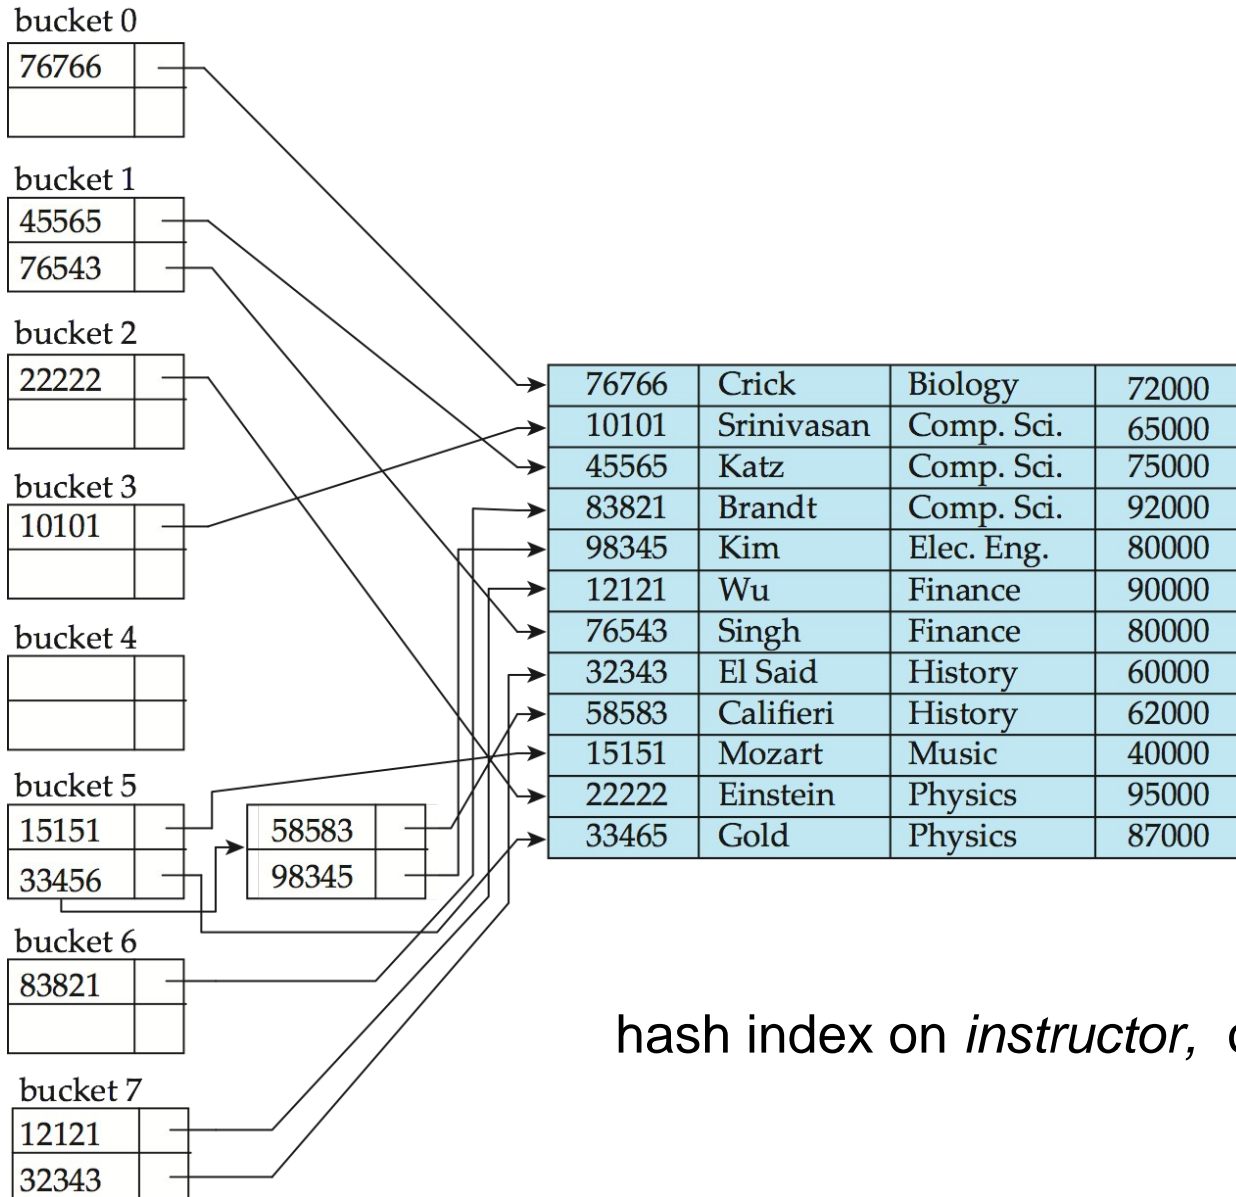 bucket 0
76766
bucket 1
45565
76543
bucket 2
22222
bucket 3
10101
bucket 4
bucket 5
15151
33456
58583
98345
bucket 6
83821
bucket 7
12121
32343
76766 Crick Biology 72000
10101 Srinivasan Comp. Sci. 65000
45565 Katz Comp. Sci. 75000
83821 Brandt Comp. Sci. 92000
98345 Kim Elec. Eng. 80000
12121 Wu Finance 90000
76543 Singh Finance 80000
32343 El Said History 60000
58583 Califieri History 62000
15151 Mozart Music 40000
22222 Einstein Physics 95000
33465 Gold Physics 87000
hash index on instructor,